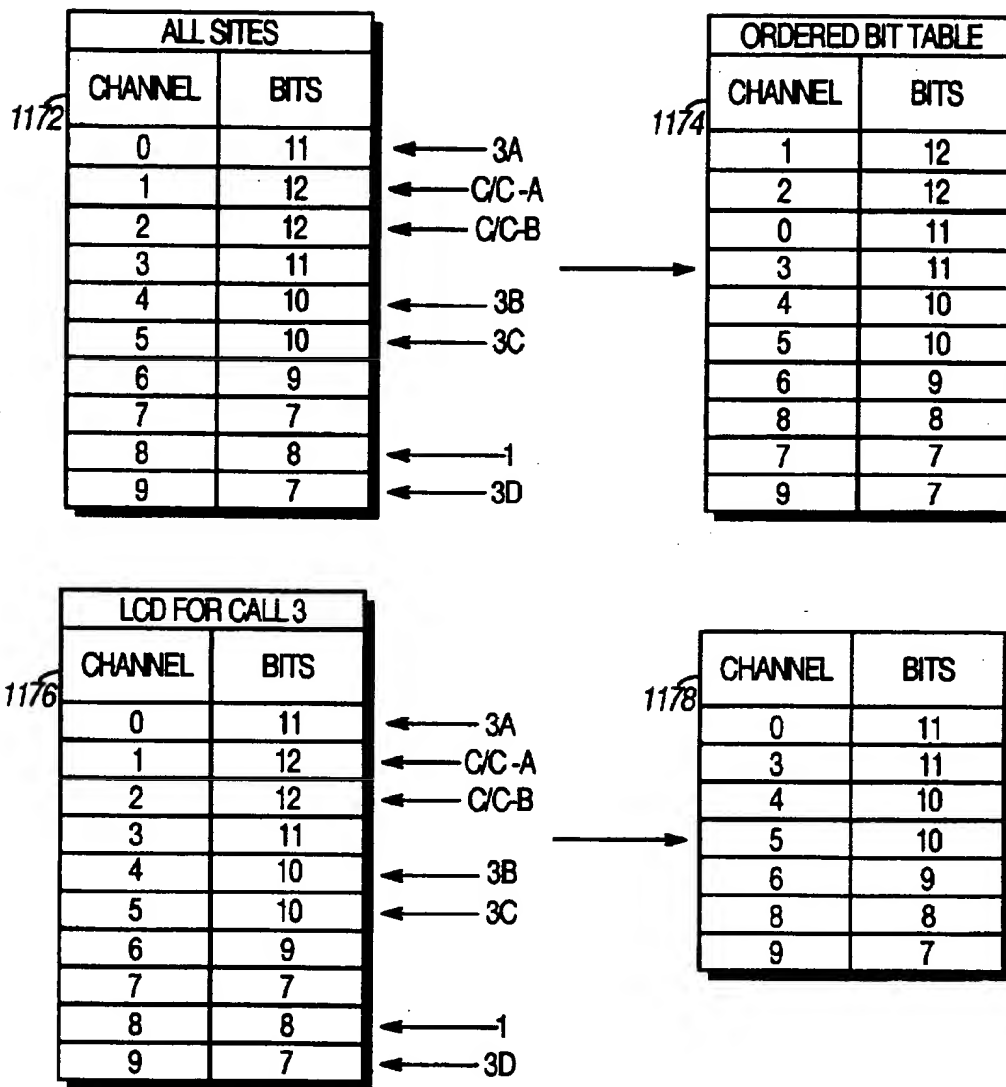 ALL SITES
CHANNEL BITS
1172
0 11 3A
1 12 C/C-A
2 12 C/C-B
3 11
4 10 3B
5 10 3C
6 9
7 7
8 8 1
9 7 3D
ORDERED BIT TABLE
CHANNEL BITS
1174
1 12
2 12
0 11
3 11
4 10
5 10
6 9
8 8
7 7
9 7
LCD FOR CALL 3
CHANNEL BITS
1176
0 11 3A
1 12 C/C-A
2 12 C/C-B
3 11
4 10 3B
5 10 3C
6 9
7 7
8 8 1
9 7 3D
CHANNEL BITS
1178
0 11
3 11
4 10
5 10
6 9
8 8
9 7